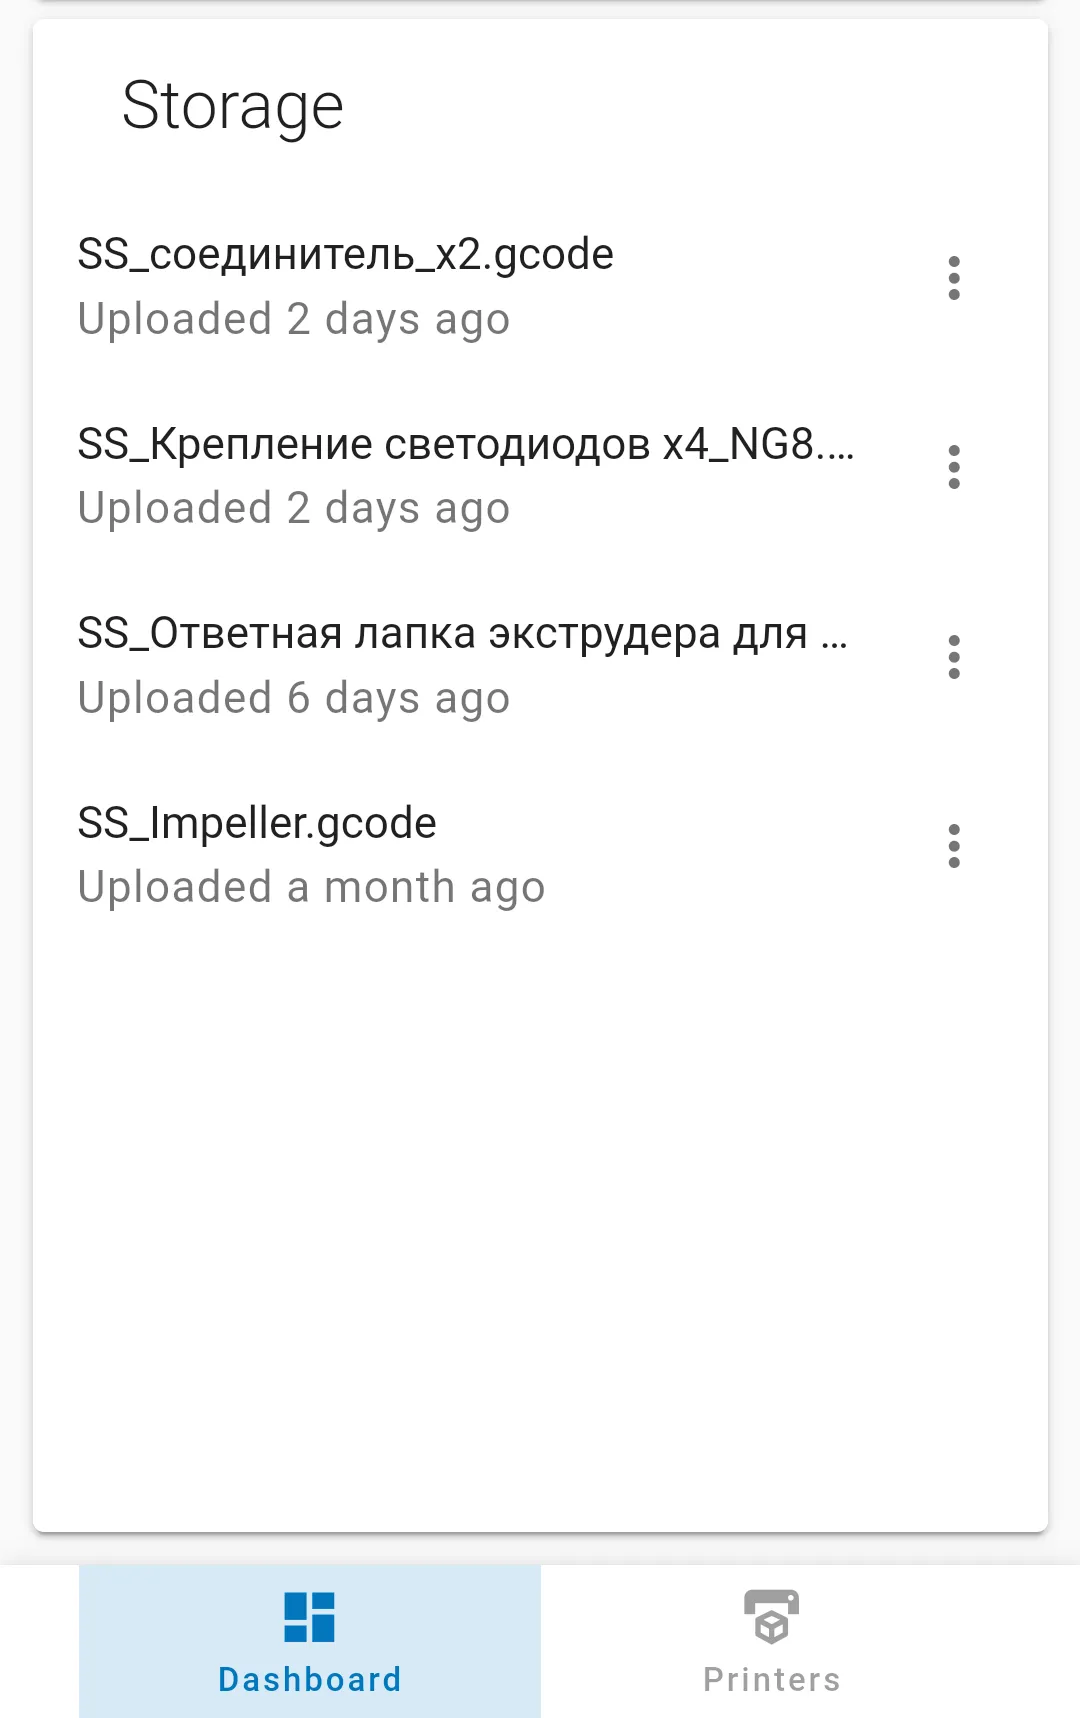 Storage
SS_соединитель_x2.gcode
Uploaded 2 days ago
SS_Крепление светодиодов x4_NG8.…
Uploaded 2 days ago
SS_Ответная лапка экструдера для …
Uploaded 6 days ago
SS_Impeller.gcode
Uploaded a month ago
Dashboard
Printers